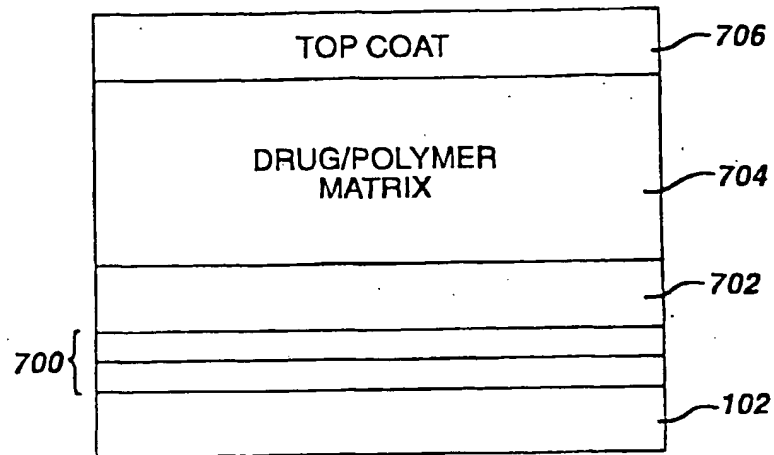 TOP COAT
706
DRUG/POLYMER
MATRIX
704
702
700
102